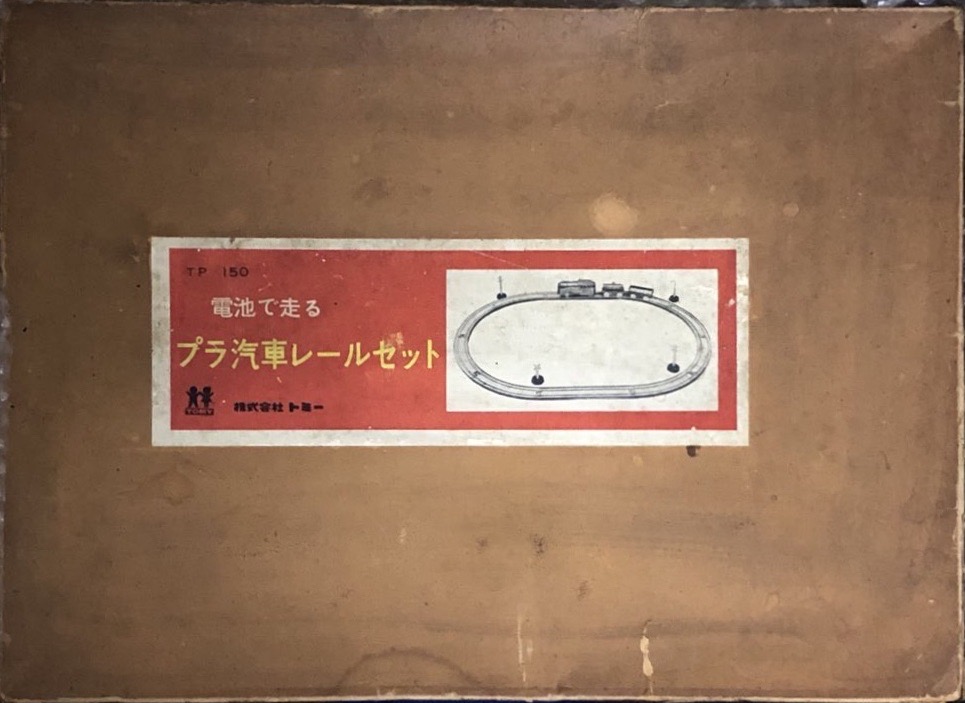 TP 150
電池で走る
プラ汽車レールセット
TOMY
株式会社 トミー